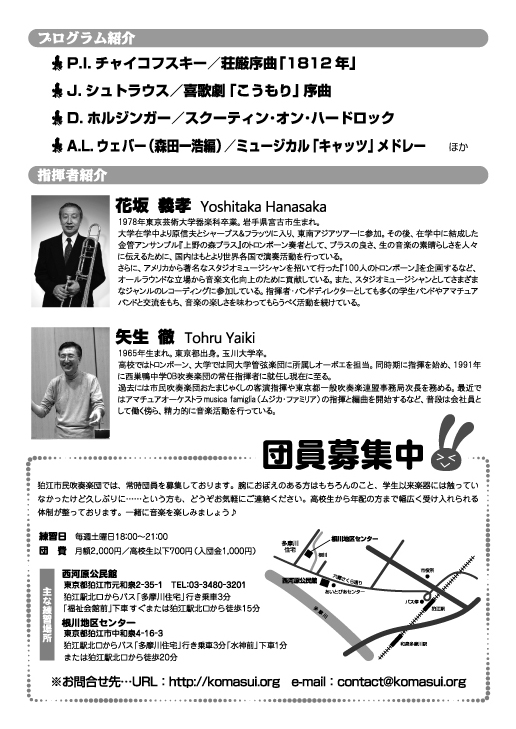 プログラム紹介
P.I. チャイコフスキー／荘厳序曲「1812 年」
J. シュトラウス／喜歌劇「こうもり」序曲
D. ホルジンガー／スクーティン・オン・ハードロック
A.L. ウェバー（森田一浩編）／ミュージカル「キャッツ」メドレー ほか
指揮者紹介
花坂 義孝 Yoshitaka Hanasaka
1978年東京芸術大学器楽科卒業。岩手県宮古市生まれ。
大学在学中より原信夫とシャープス&フラッツに入り、東南アジアツアーに参加。その後、在学中に結成した
金管アンサンブル『上野の森ブラス』のトロンボーン奏者として、ブラスの良さ、生の音楽の素晴らしさを人々
に伝えるために、国内はもとより世界各国で演奏活動を行っている。
さらに、アメリカから著名なスタジオミュージシャンを招いて行った『100人のトロンボーン』を企画するなど、
オールラウンドな立場から音楽文化向上のために貢献している。また、スタジオミュージシャンとしてさまざま
なジャンルのレコーディングに参加している。指揮者・バンドディレクターとしても多くの学生バンドやアマチュア
バンドと交流をもち、音楽の楽しさを味わってもらうべく活動を続けている。
矢生 徹 Tohru Yaiki
1965年生まれ。東京都出身。玉川大学卒。
高校ではトロンボーン、大学では同大学管弦楽団に所属しオーボエを担当。同時期に指揮を始め、1991年
に西巣鴨中学OB吹奏楽団の常任指揮者に就任し現在に至る。
過去には市民吹奏楽団おたまじゃくしの客演指揮や東京都一般吹奏楽連盟事務局次長を務める。最近で
はアマチュアオーケストラmusica famiglia（ムジカ・ファミリア）の指揮と編曲を開始するなど、普段は会社員と
して働く傍ら、精力的に音楽活動を行っている。
団員募集中
狛江市民吹奏楽団では、常時団員を募集しております。腕におぼえのある方はもちろんのこと、学生以来楽器には触ってい
なかったけど久しぶりに……という方も、どうぞお気軽にご連絡ください。高校生から年配の方まで幅広く受け入れられる
体制が整っております。一緒に音楽を楽しみましょう♪
練習日 毎週土曜日18:00～21:00
団 費 月額2,000円／高校生以下700円（入団金1,000円）
主な練習場所
西河原公民館
東京都狛江市元和泉2-35-1 TEL:03-3480-3201
狛江駅北口からバス「多摩川住宅」行き乗車3分
「福祉会館前」下車すぐまたは狛江駅北口から徒歩15分
根川地区センター
東京都狛江市中和泉4-16-3
狛江駅北口からバス「多摩川住宅」行き乗車3分「水神前」下車1分
または狛江駅北口から徒歩20分
多摩川住宅
根川地区センター
根川
西河原公民館
あいとぴあセンター
市役所
バス停
狛江駅
多摩川
和泉多摩川駅
※お問合せ先…URL：http://komasui.org e-mail：contact@komasui.org